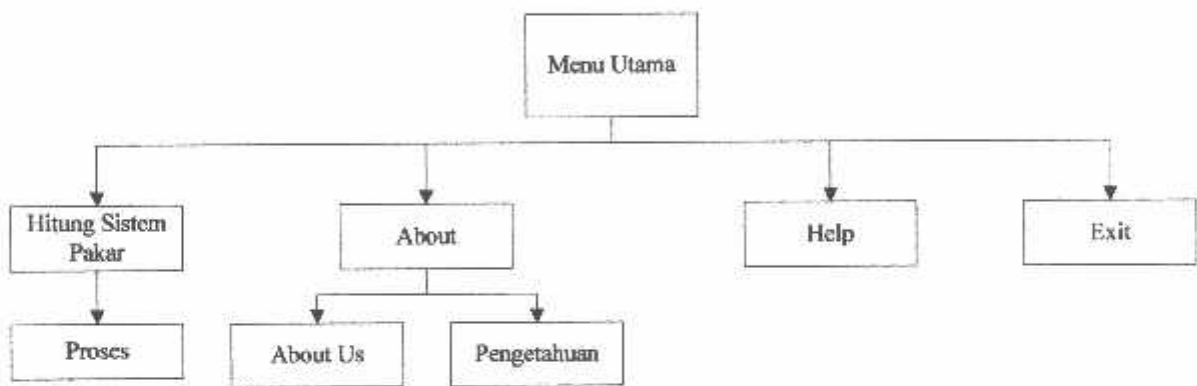 Menu Utama
Hitung Sistem
Pakar
About
Help
Exit
Proses
About Us
Pengetahuan